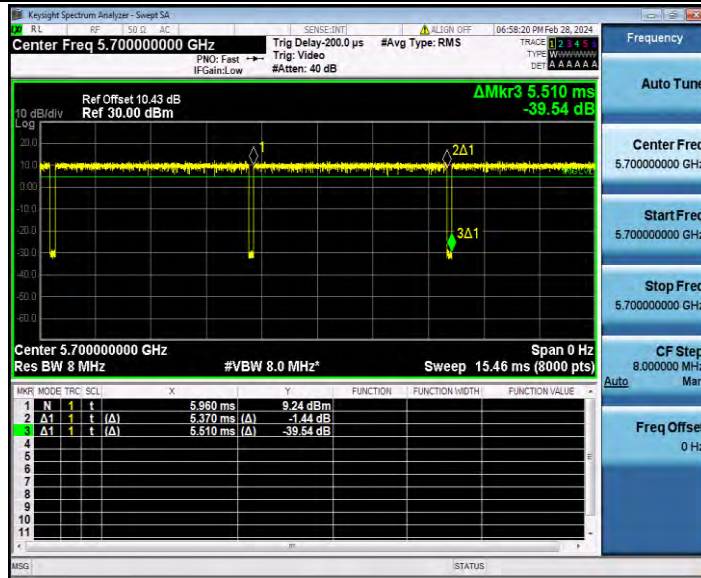 Keysight Spectrum Analyzer - Swept SA
RL RF 50 Ω AC SENSE:INT ALIGN OFF 06:58:20 PM Feb 28, 2024
Center Freq 5.700000000 GHz
PNO: Fast
IFGain:Low
Trig Delay-200.0 µs
Trig: Video
#Atten: 40 dB
#Avg Type: RMS
TRACE 1 2 3 4 5 6
TYPE WWWWWW
DET A A A A A A
Frequency
Auto Tune
Center Freq
5.700000000 GHz
Start Freq
5.700000000 GHz
Stop Freq
5.700000000 GHz
CF Step
8.000000 MHz
Auto Man
Freq Offset
0 Hz
ΔMkr3 5.510 ms
-39.54 dB
Ref Offset 10.43 dB
10 dB/div Ref 30.00 dBm
Log
20.0
10.0
0.00
-10.0
-20.0
-30.0
-40.0
-50.0
-60.0
1
2Δ1
3Δ1
Center 5.700000000 GHz Span 0 Hz
Res BW 8 MHz #VBW 8.0 MHz* Sweep 15.46 ms (8000 pts)
MKR MODE TRC SCL X Y FUNCTION FUNCTION WIDTH FUNCTION VALUE
1 N 1 t 5.960 ms 9.24 dBm
2 Δ1 1 t (Δ) 5.370 ms (Δ) -1.44 dB
3 Δ1 1 t (Δ) 5.510 ms (Δ) -39.54 dB
4
5
6
7
8
9
10
11
MSG STATUS